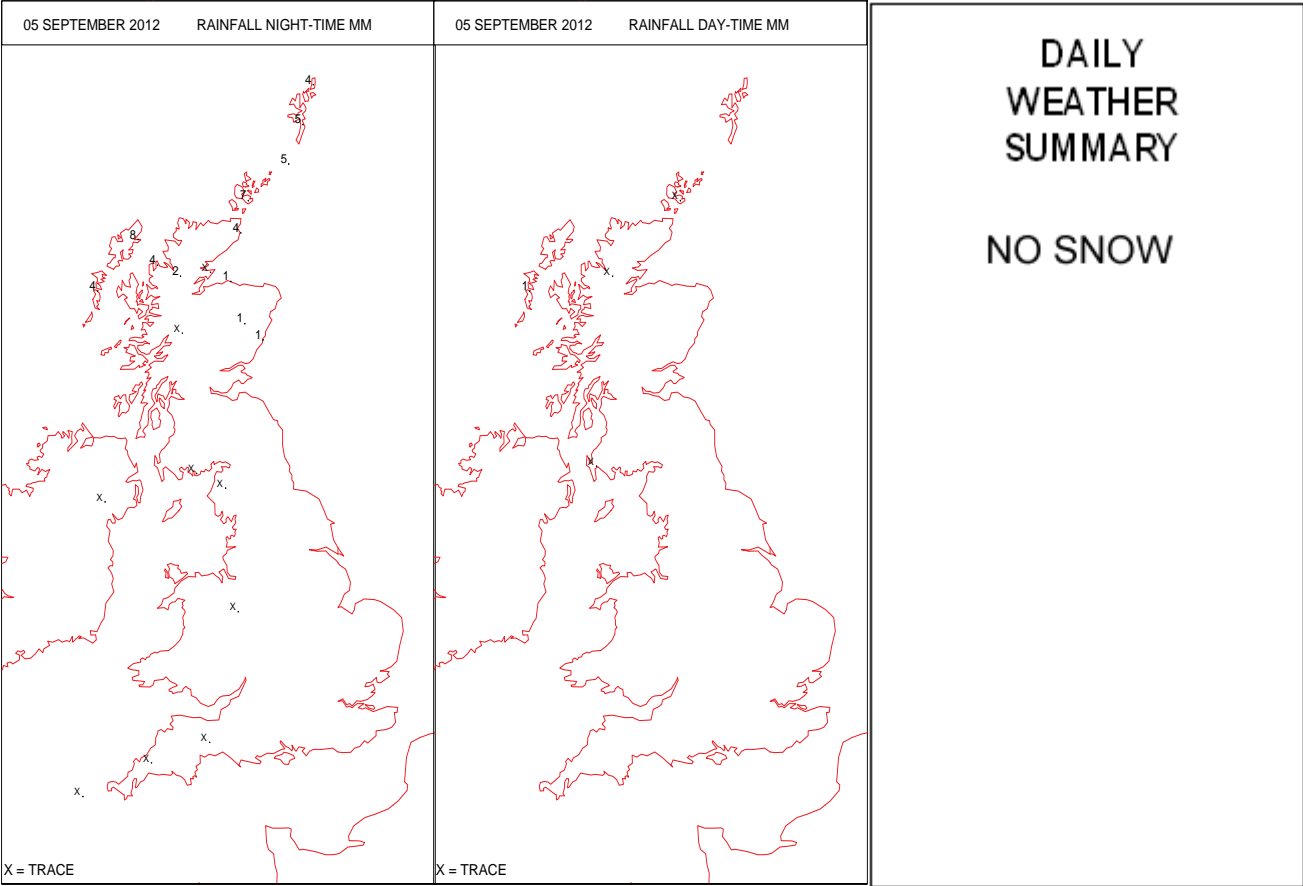 05 SEPTEMBER 2012 RAINFALL NIGHT-TIME MM
4.
5.
5.
7.
4.
8.
4.
2.
x
1.
4.
1.
x.
1.
x.
x.
x.
x.
x.
x.
x.
X = TRACE
05 SEPTEMBER 2012 RAINFALL DAY-TIME MM
x.
x.
1.
x.
X = TRACE
DAILY
WEATHER
SUMMARY
NO SNOW